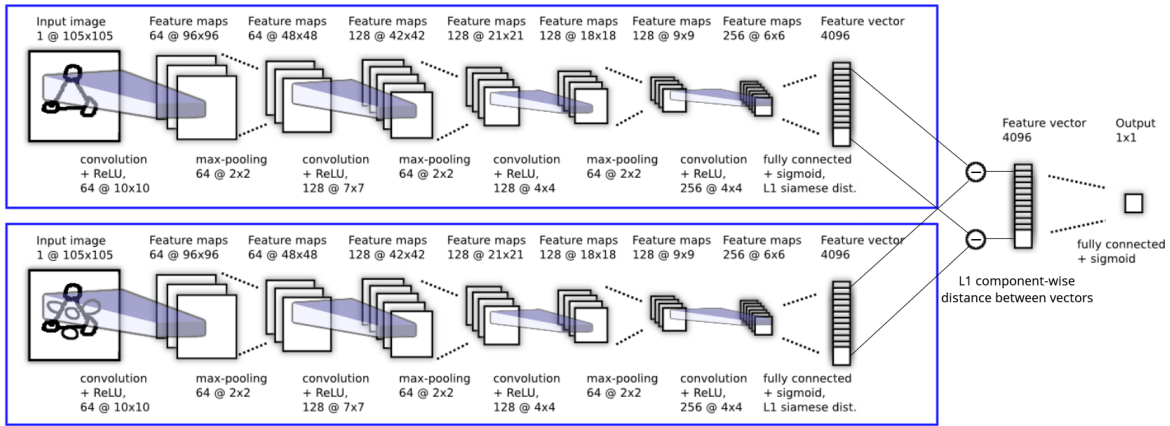 Input image
1 @ 105x105
Feature maps
64 @ 96x96
Feature maps
64 @ 48x48
Feature maps
128 @ 42x42
Feature maps
128 @ 21x21
Feature maps
128 @ 18x18
Feature maps
128 @ 9x9
Feature maps
256 @ 6x6
Feature vector
4096
convolution
+ ReLU,
64 @ 10x10
max-pooling
64 @ 2x2
convolution
+ ReLU,
128 @ 7x7
max-pooling
64 @ 2x2
convolution
+ ReLU,
128 @ 4x4
max-pooling
64 @ 2x2
convolution
+ ReLU,
256 @ 4x4
fully connected
+ sigmoid,
L1 siamese dist.
Input image
1 @ 105x105
Feature maps
64 @ 96x96
Feature maps
64 @ 48x48
Feature maps
128 @ 42x42
Feature maps
128 @ 21x21
Feature maps
128 @ 18x18
Feature maps
128 @ 9x9
Feature maps
256 @ 6x6
Feature vector
4096
convolution
+ ReLU,
64 @ 10x10
max-pooling
64 @ 2x2
convolution
+ ReLU,
128 @ 7x7
max-pooling
64 @ 2x2
convolution
+ ReLU,
128 @ 4x4
max-pooling
64 @ 2x2
convolution
+ ReLU,
256 @ 4x4
fully connected
+ sigmoid,
L1 siamese dist.
Feature vector
4096
Output
1x1
fully connected
+ sigmoid
L1 component-wise
distance between vectors